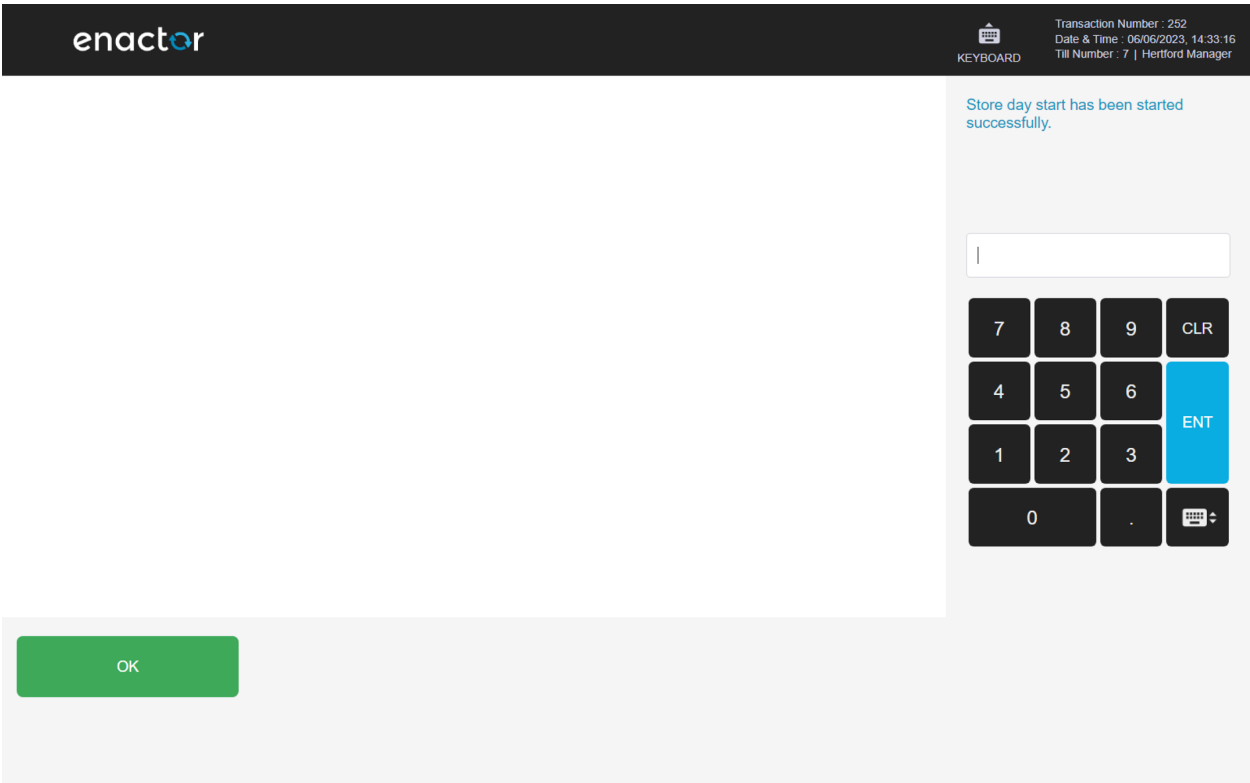 enactor
KEYBOARD
Transaction Number : 252
Date & Time : 06/06/2023, 14:33:16
Till Number : 7 | Hertford Manager
Store day start has been started
successfully.
7 8 9 CLR
4 5 6
ENT
1 2 3
0 .
OK